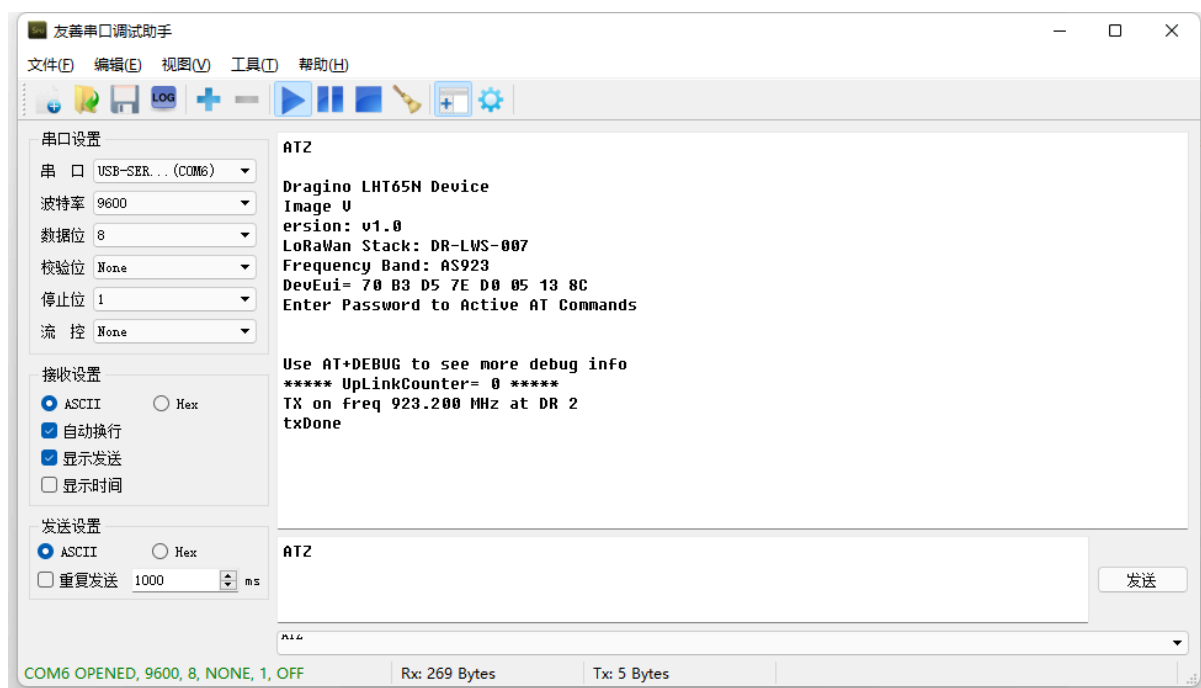 友善串口调试助手
文件(F) 编辑(E) 视图(V) 工具(T) 帮助(H)
LOG
串口设置
串 口 USB-SER...(COM6)
波特率 9600
数据位 8
校验位 None
停止位 1
流 控 None
接收设置
ASCII Hex
自动换行
显示发送
显示时间
发送设置
ASCII Hex
重复发送 1000 ms
ATZ
Dragino LHT65N Device
Image V
ersion: v1.0
LoRaWan Stack: DR-LWS-007
Frequency Band: AS923
DevEui= 70 B3 D5 7E D0 05 13 8C
Enter Password to Active AT Commands
Use AT+DEBUG to see more debug info
***** UpLinkCounter= 0 *****
TX on freq 923.200 MHz at DR 2
txDone
ATZ
发送
ATZ
COM6 OPENED, 9600, 8, NONE, 1, OFF
Rx: 269 Bytes
Tx: 5 Bytes